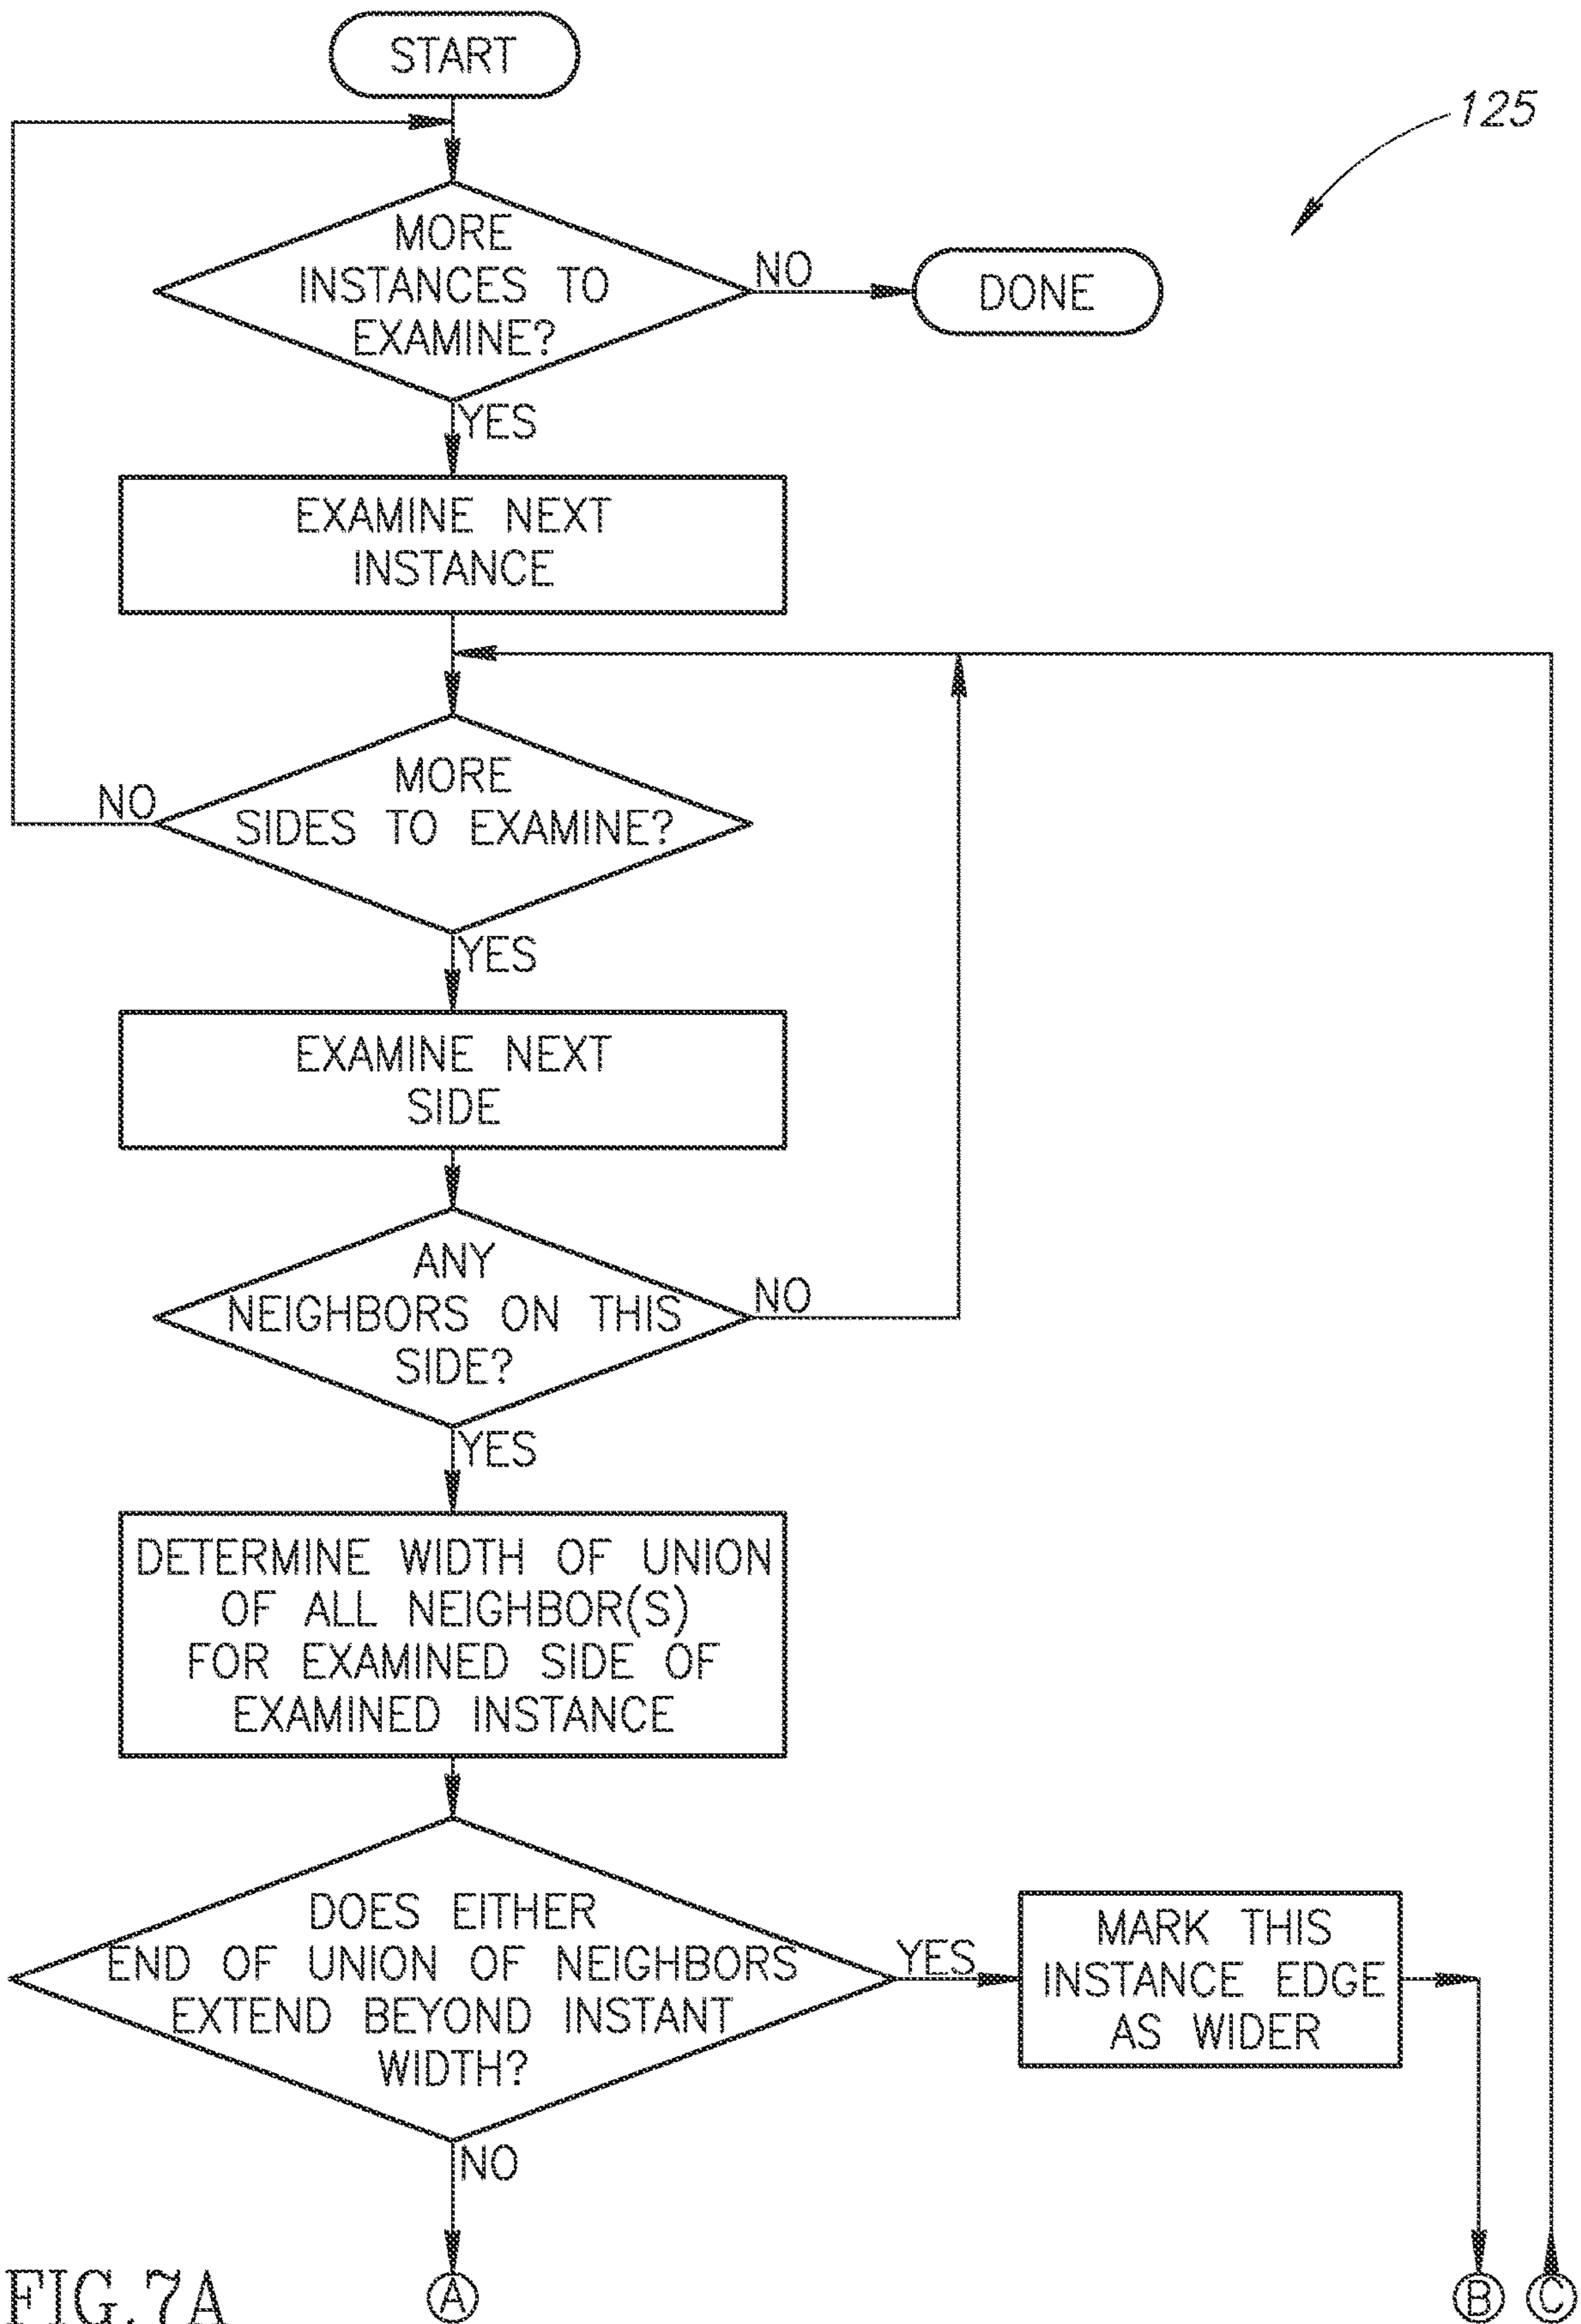 START
125
MORE
INSTANCES TO
EXAMINE?
NO
DONE
YES
EXAMINE NEXT
INSTANCE
MORE
SIDES TO EXAMINE?
NO
YES
EXAMINE NEXT
SIDE
ANY
NEIGHBORS ON THIS
SIDE?
NO
YES
DETERMINE WIDTH OF UNION
OF ALL NEIGHBOR(S)
FOR EXAMINED SIDE OF
EXAMINED INSTANCE
DOES EITHER
END OF UNION OF NEIGHBORS
EXTEND BEYOND INSTANT
WIDTH?
YES
MARK THIS
INSTANCE EDGE
AS WIDER
NO
FIG.7A
A
B
C